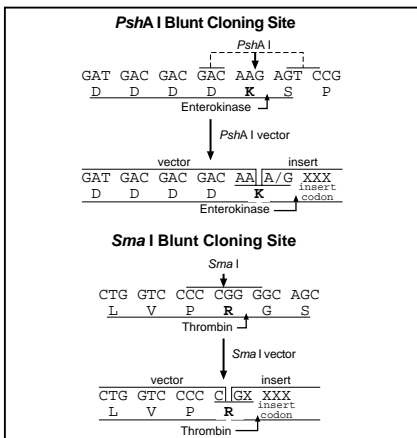 PshA I Blunt Cloning Site
PshA I
GAT GAC GAC GAC AAG AGT CCG
D D D D K S P
Enterokinase
PshA I vector
vector insert
GAT GAC GAC GAC AA A/G XXX
D D D D K insert
codon
Enterokinase
Sma I Blunt Cloning Site
Sma I
CTG GTC CCC CGG GGC AGC
L V P R G S
Thrombin
Sma I vector
vector insert
CTG GTC CCC C GX XXX
L V P R insert
codon
Thrombin